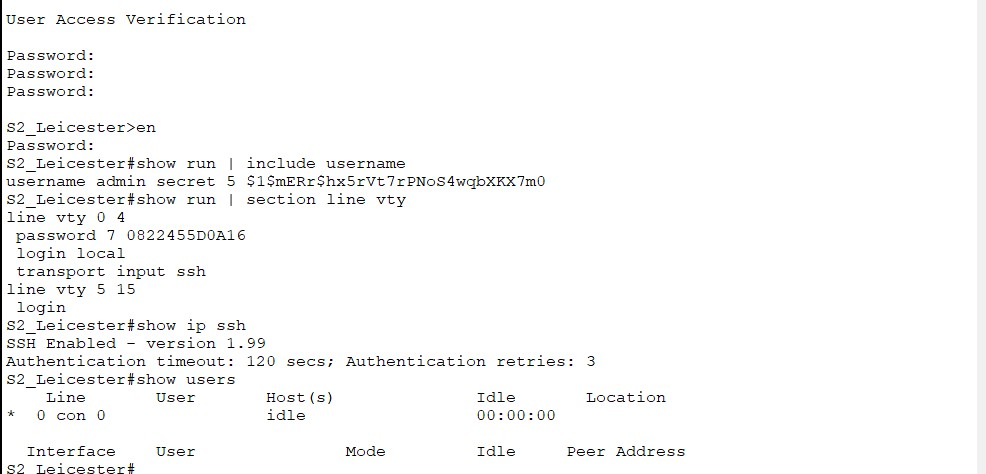 User Access Verification
Password:
Password:
Password:
S2_Leicester>en
Password:
S2_Leicester#show run | include username
username admin secret 5 $1$mERr$hx5rVt7rPNoS4wqbXKX7m0
S2_Leicester#show run | section line vty
line vty 0 4
 password 7 0822455D0A16
 login local
 transport input ssh
line vty 5 15
 login
S2_Leicester#show ip ssh
SSH Enabled - version 1.99
Authentication timeout: 120 secs; Authentication retries: 3
S2_Leicester#show users
    Line       User       Host(s)              Idle       Location
*  0 con 0                idle                 00:00:00
  Interface    User               Mode         Idle     Peer Address
S2_Leicester#